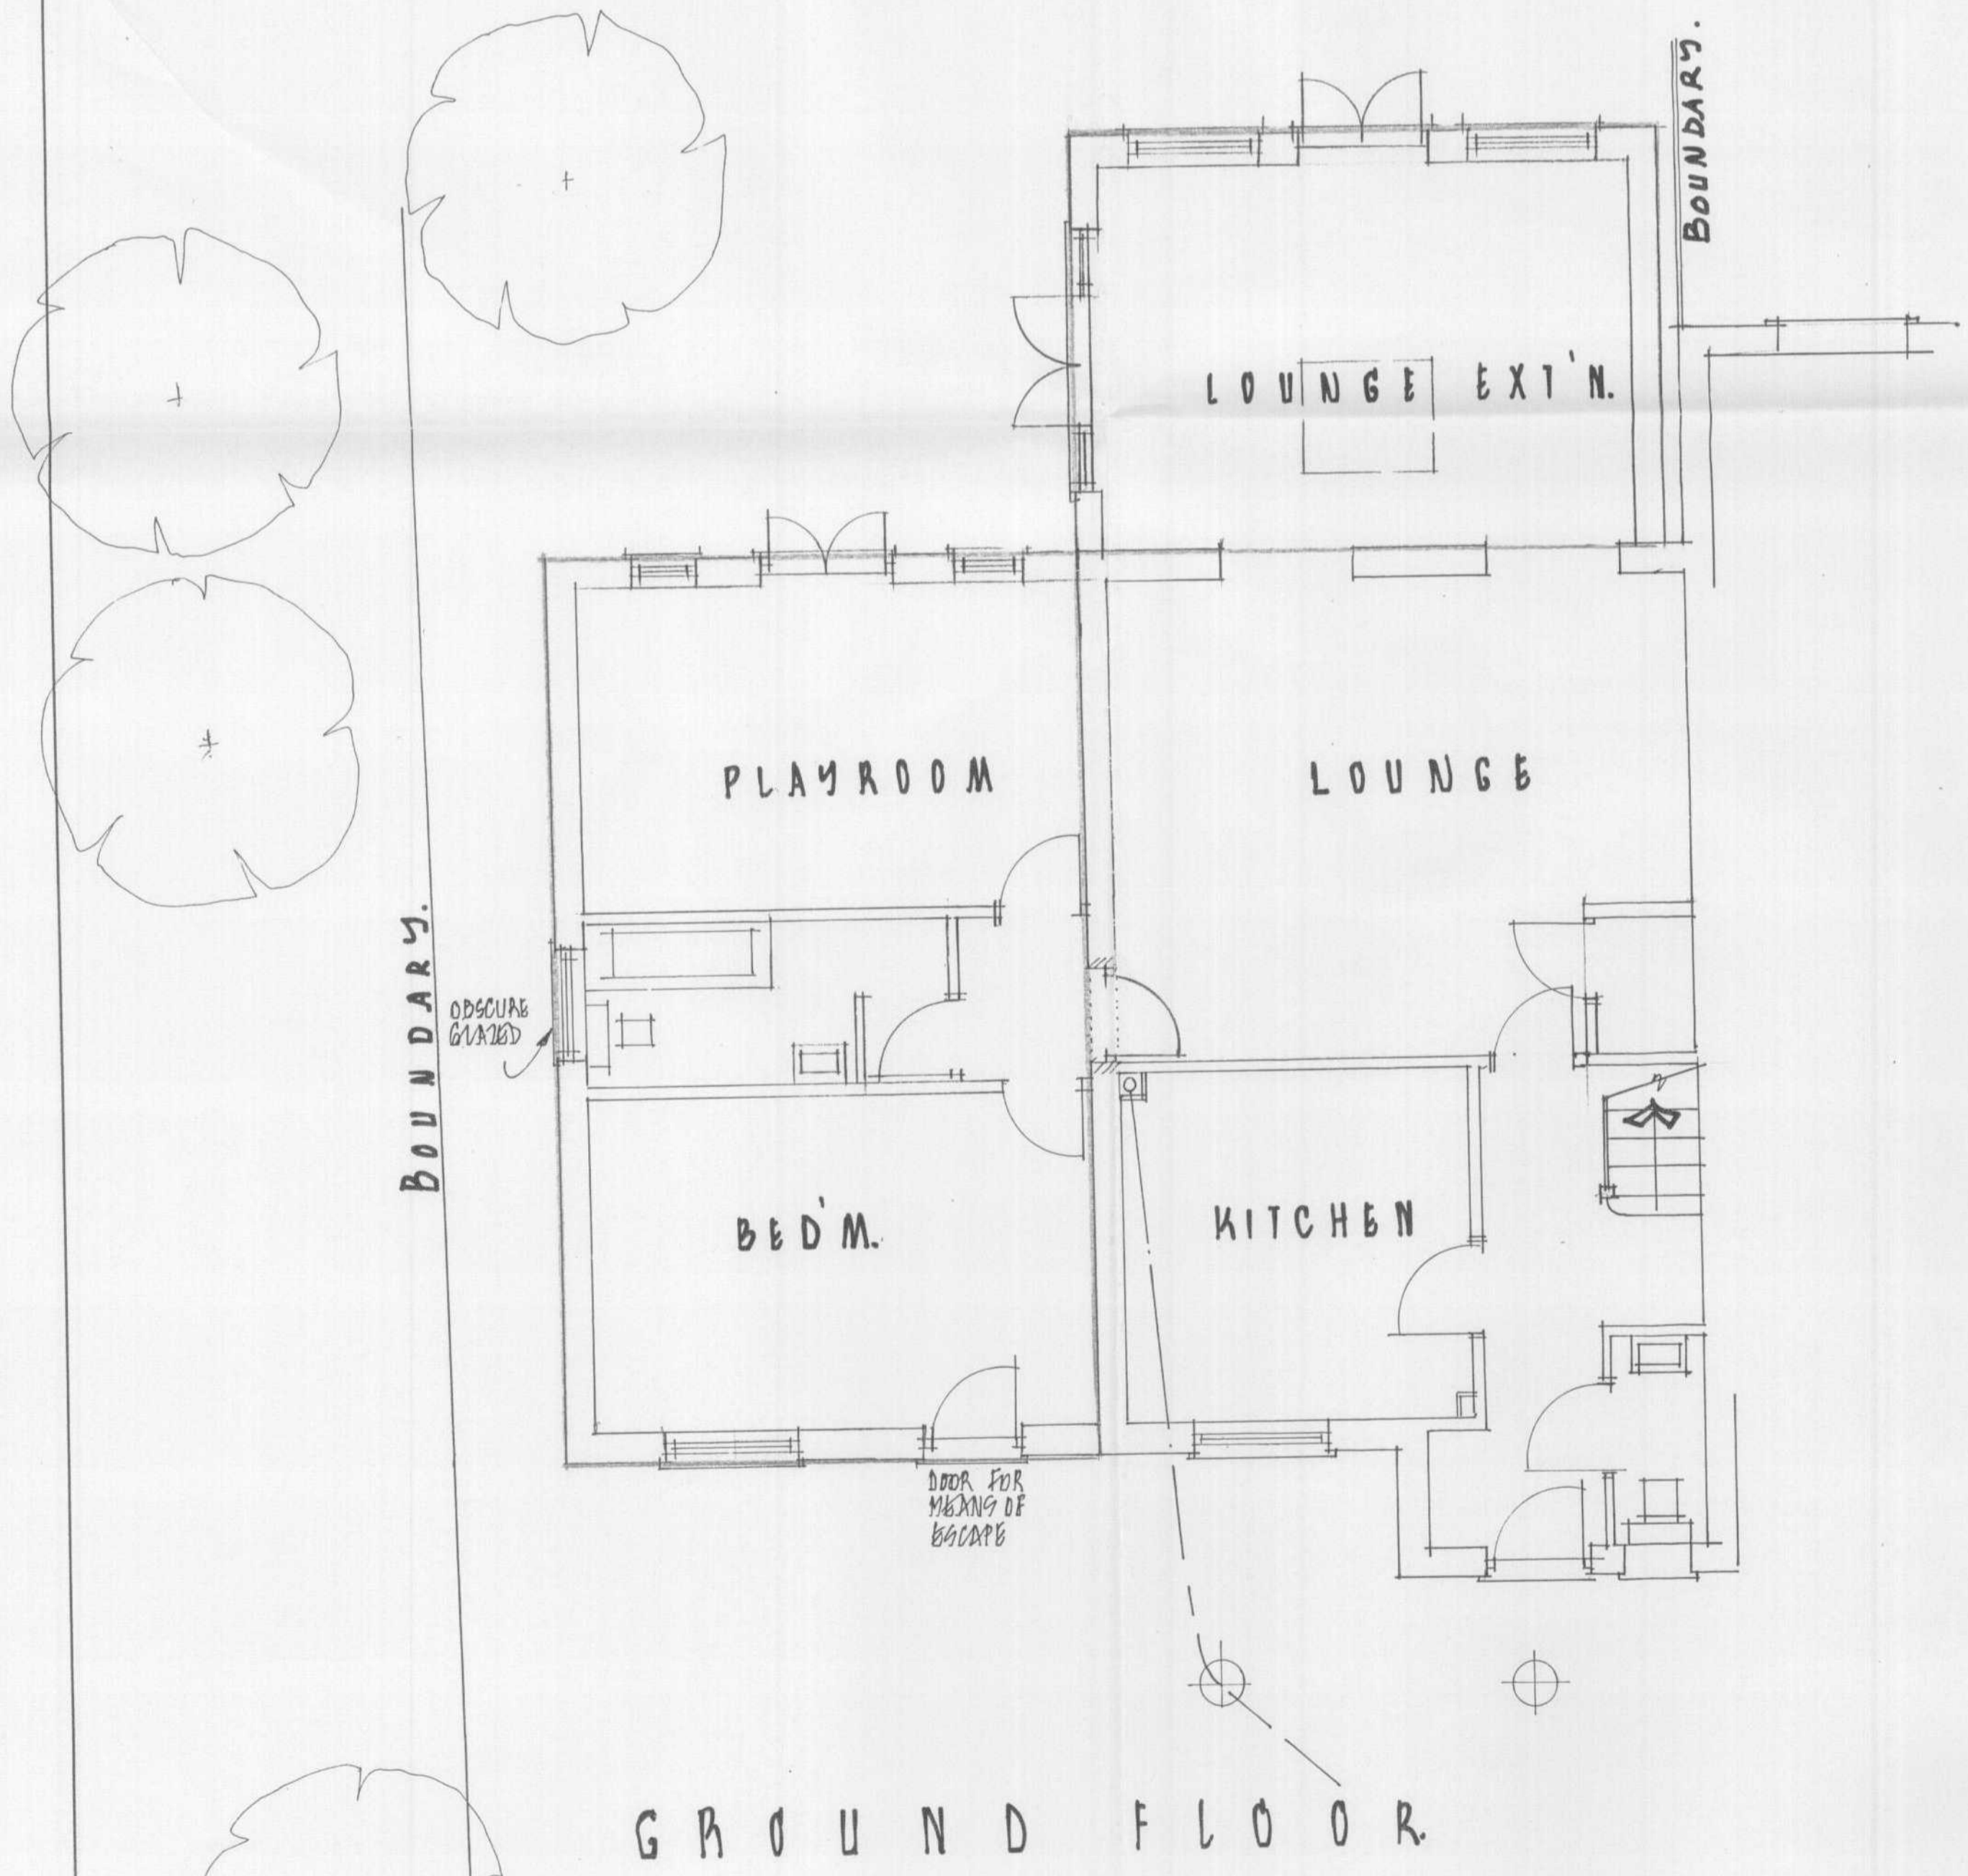 BOUNDARY.
LOUNGE EXT'N.
PLAYROOM
LOUNGE
BOUNDARY.
OBSCURE
GLAZED
BED'M.
KITCHEN
DOOR FOR
MEANS OF
ESCAPE
GROUND FLOOR.